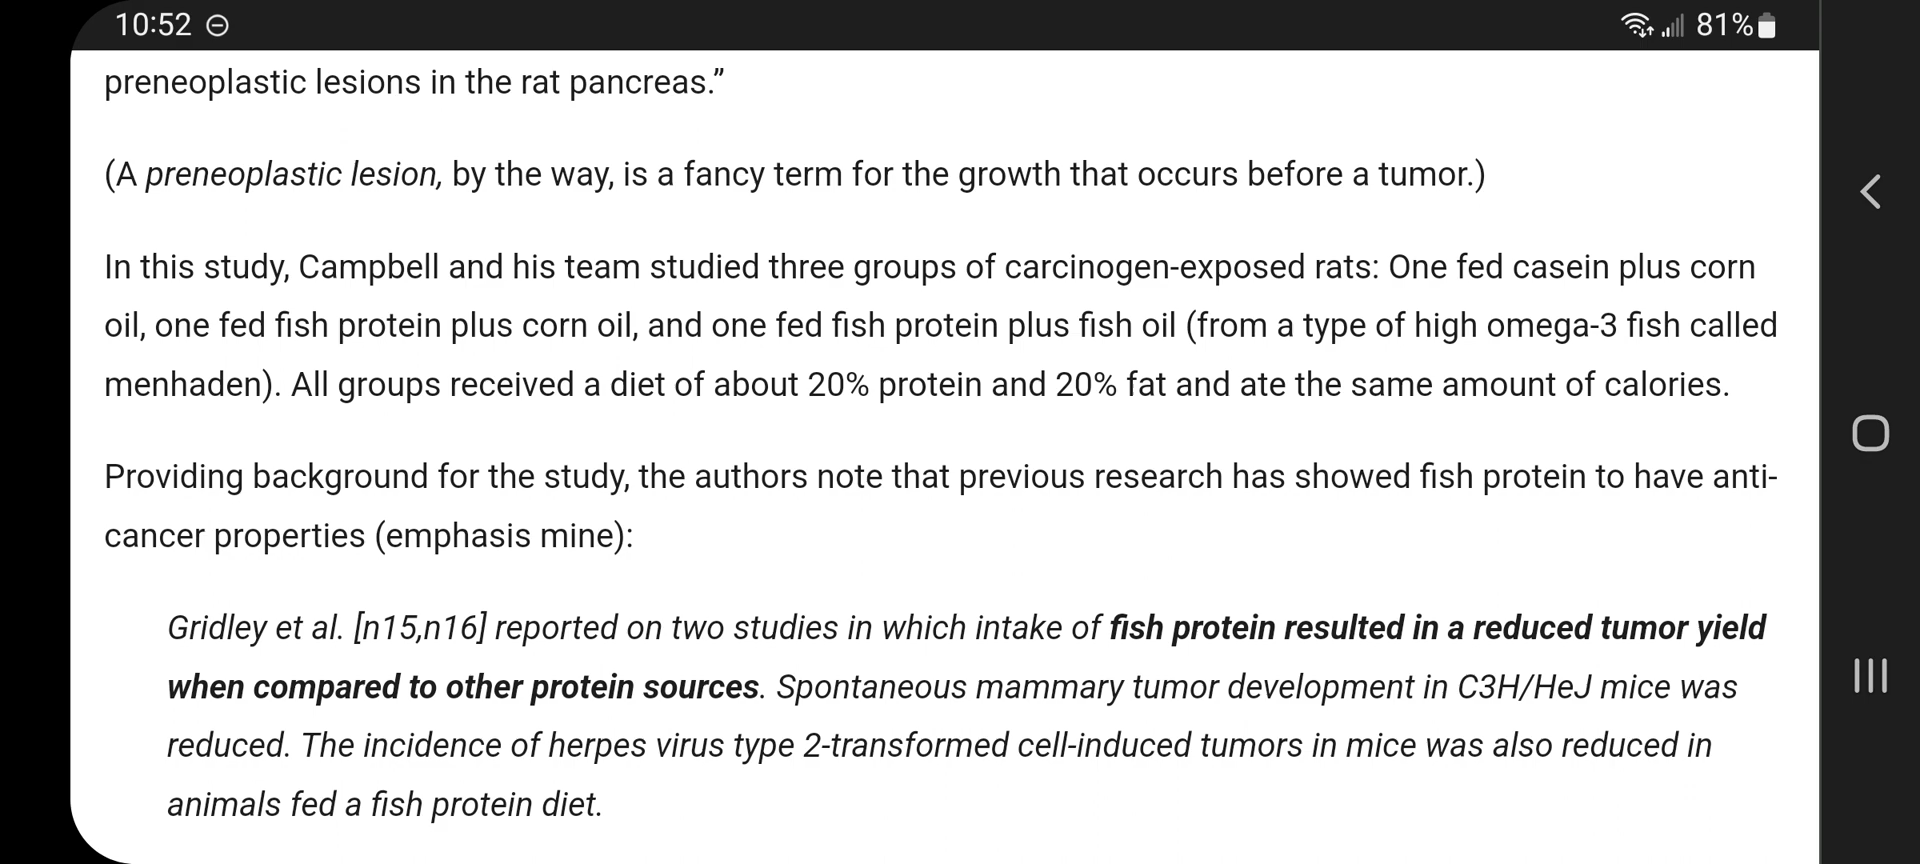 10:52
81%
preneoplastic lesions in the rat pancreas.”
(A preneoplastic lesion, by the way, is a fancy term for the growth that occurs before a tumor.)
In this study, Campbell and his team studied three groups of carcinogen-exposed rats: One fed casein plus corn
oil, one fed fish protein plus corn oil, and one fed fish protein plus fish oil (from a type of high omega-3 fish called
menhaden). All groups received a diet of about 20% protein and 20% fat and ate the same amount of calories.
Providing background for the study, the authors note that previous research has showed fish protein to have anti-
cancer properties (emphasis mine):
Gridley et al. [n15,n16] reported on two studies in which intake of fish protein resulted in a reduced tumor yield
when compared to other protein sources. Spontaneous mammary tumor development in C3H/HeJ mice was
reduced. The incidence of herpes virus type 2-transformed cell-induced tumors in mice was also reduced in
animals fed a fish protein diet.